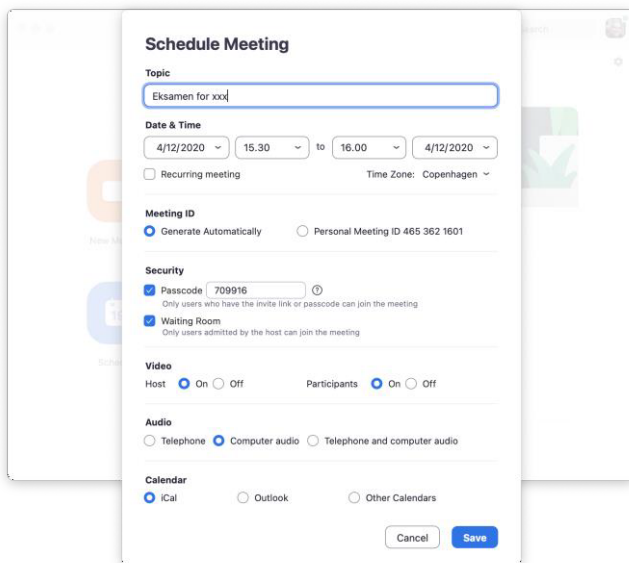 Schedule Meeting
Topic
Eksamen for xxx
Date & Time
4/12/2020 15.30 to 16.00 4/12/2020
Recurring meeting Time Zone: Copenhagen
Meeting ID
Generate Automatically Personal Meeting ID 465 362 1601
Security
Passcode 709916
Only users who have the invite link or passcode can join the meeting
Waiting Room
Only users admitted by the host can join the meeting
Video
Host On Off Participants On Off
Audio
Telephone Computer audio Telephone and computer audio
Calendar
iCal Outlook Other Calendars
Cancel Save